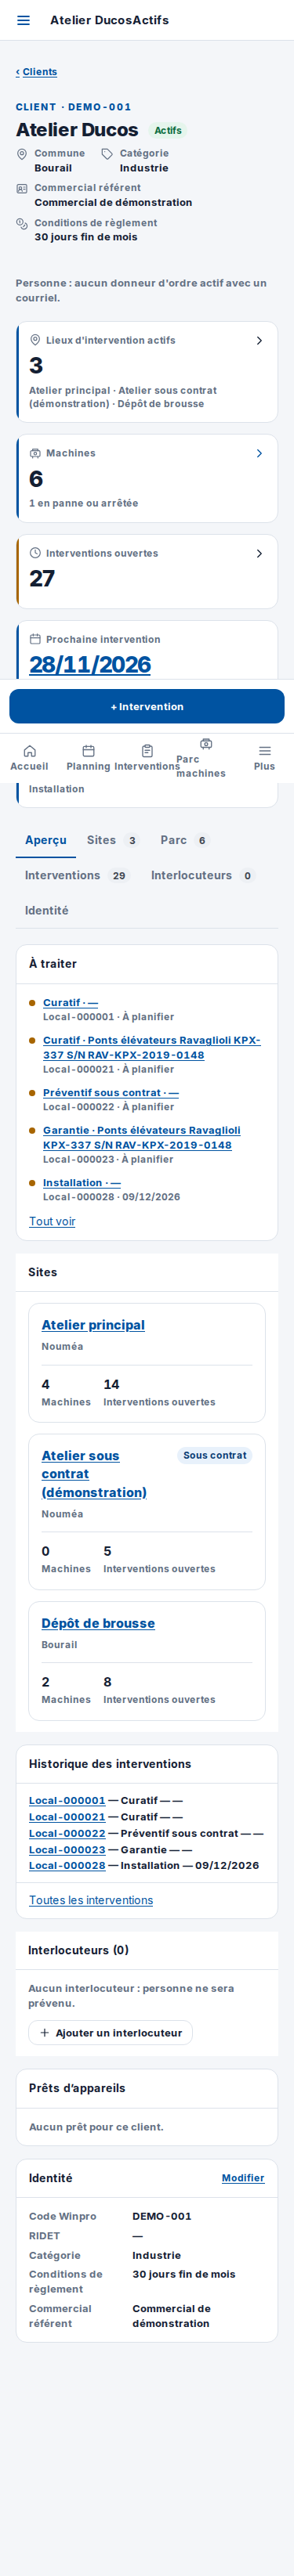 Atelier DucosActifs
‹ Clients
CLIENT · DEMO-001
Atelier Ducos Actifs
Commune Catégorie
Bourail Industrie
Commercial référent
Commercial de démonstration
Conditions de règlement
30 jours fin de mois
Personne : aucun donneur d'ordre actif avec un
courriel.
Lieux d'intervention actifs
3
Atelier principal · Atelier sous contrat
(démonstration) · Dépôt de brousse
Machines
6
1 en panne ou arrêtée
Interventions ouvertes
27
Prochaine intervention
28/11/2026
+ Intervention
Accueil Planning Interventions Parc machines Plus
Installation
Aperçu Sites 3 Parc 6
Interventions 29 Interlocuteurs 0
Identité
À traiter
Curatif · —
Local-000001 · À planifier
Curatif · Ponts élévateurs Ravaglioli KPX-
337 S/N RAV-KPX-2019-0148
Local-000021 · À planifier
Préventif sous contrat · —
Local-000022 · À planifier
Garantie · Ponts élévateurs Ravaglioli
KPX-337 S/N RAV-KPX-2019-0148
Local-000023 · À planifier
Installation · —
Local-000028 · 09/12/2026
Tout voir
Sites
Atelier principal
Nouméa
4 14
Machines Interventions ouvertes
Atelier sous Sous contrat
contrat
(démonstration)
Nouméa
0 5
Machines Interventions ouvertes
Dépôt de brousse
Bourail
2 8
Machines Interventions ouvertes
Historique des interventions
Local-000001 — Curatif — —
Local-000021 — Curatif — —
Local-000022 — Préventif sous contrat — —
Local-000023 — Garantie — —
Local-000028 — Installation — 09/12/2026
Toutes les interventions
Interlocuteurs (0)
Aucun interlocuteur : personne ne sera
prévenu.
+ Ajouter un interlocuteur
Prêts d'appareils
Aucun prêt pour ce client.
Identité Modifier
Code Winpro DEMO-001
RIDET —
Catégorie Industrie
Conditions de 30 jours fin de mois
règlement
Commercial Commercial de
référent démonstration